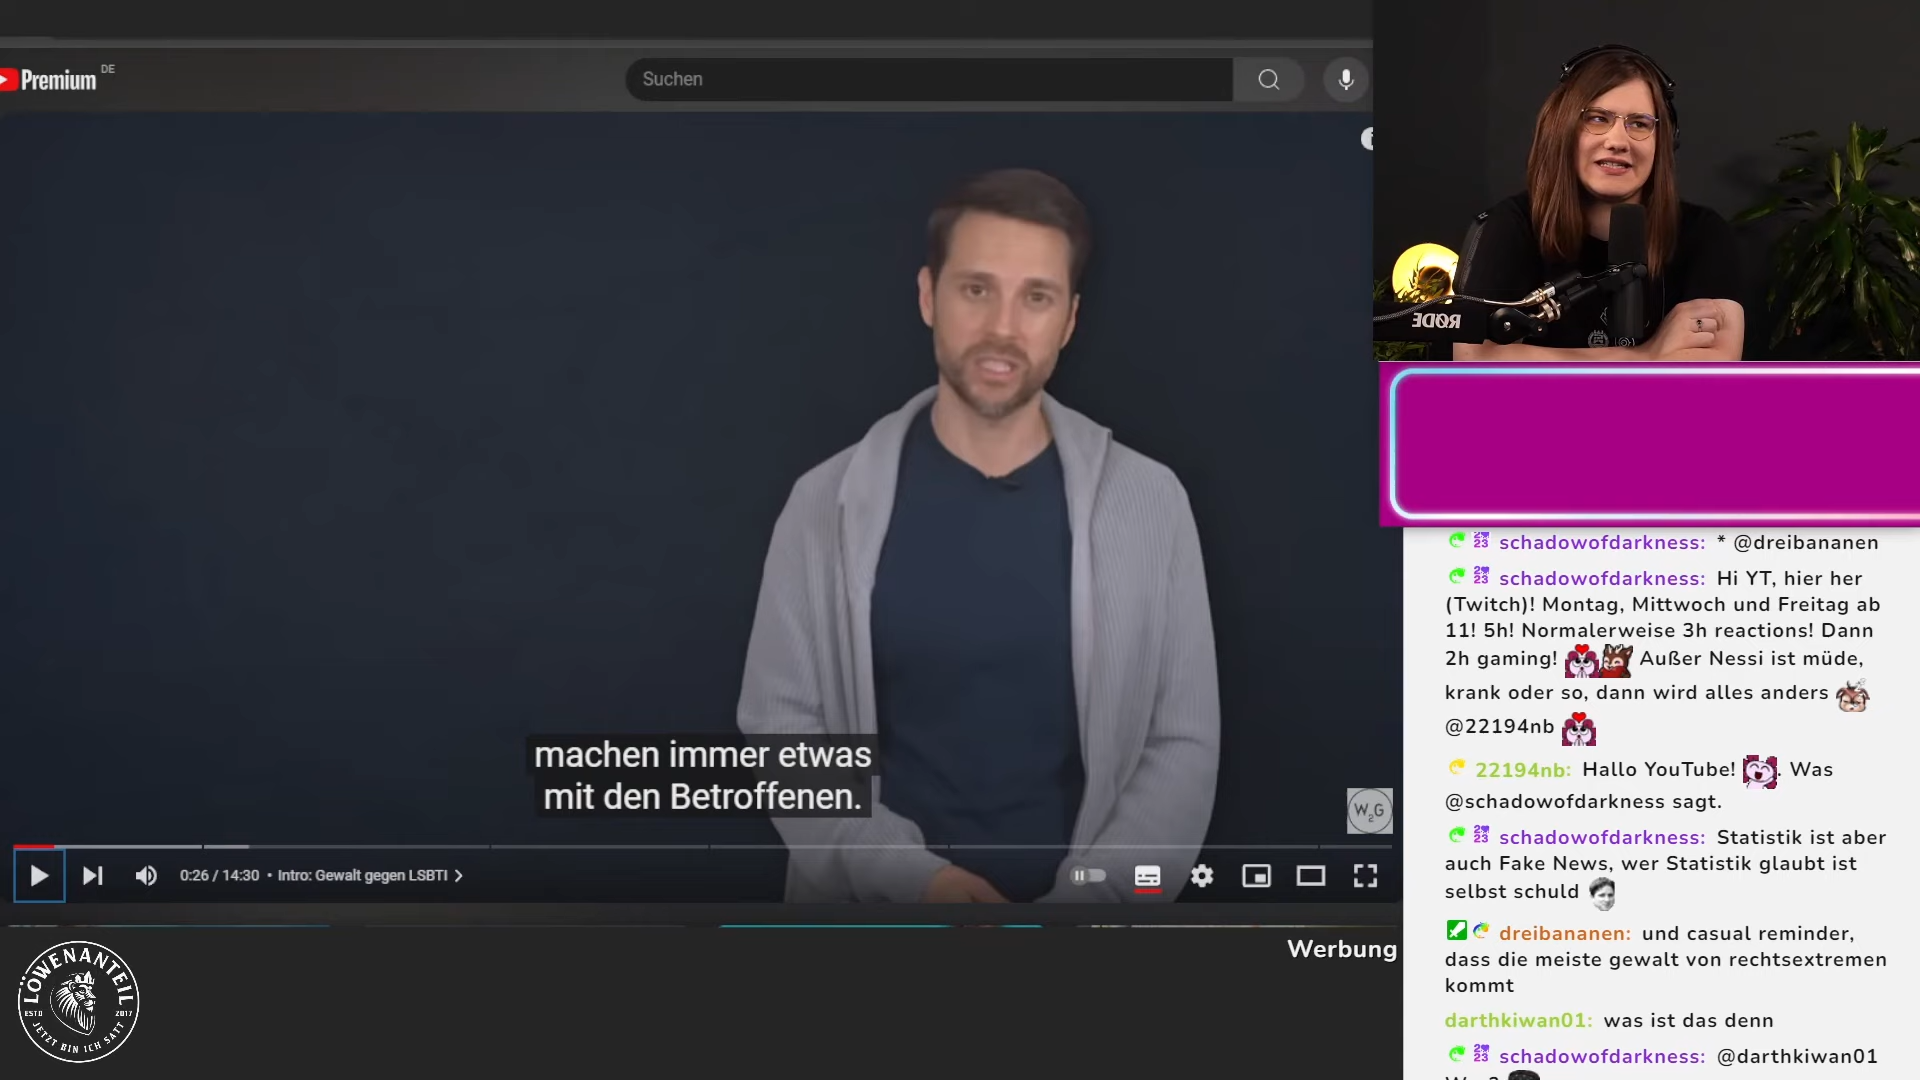 Premium DE
Suchen
RØDE
machen immer etwas
mit den Betroffenen.
W2G
0:26 / 14:30 • Intro: Gewalt gegen LSBTI
Werbung
LÖWENANTEIL
ESTD 2017
JETZT BIN ICH SATT
schadowofdarkness: * @dreibananen
schadowofdarkness: Hi YT, hier her
(Twitch)! Montag, Mittwoch und Freitag ab
11! 5h! Normalerweise 3h reactions! Dann
2h gaming! Außer Nessi ist müde,
krank oder so, dann wird alles anders
@22194nb
22194nb: Hallo YouTube! . Was
@schadowofdarkness sagt.
schadowofdarkness: Statistik ist aber
auch Fake News, wer Statistik glaubt ist
selbst schuld
dreibananen: und casual reminder,
dass die meiste gewalt von rechtsextremen
kommt
darthkiwan01: was ist das denn
schadowofdarkness: @darthkiwan01